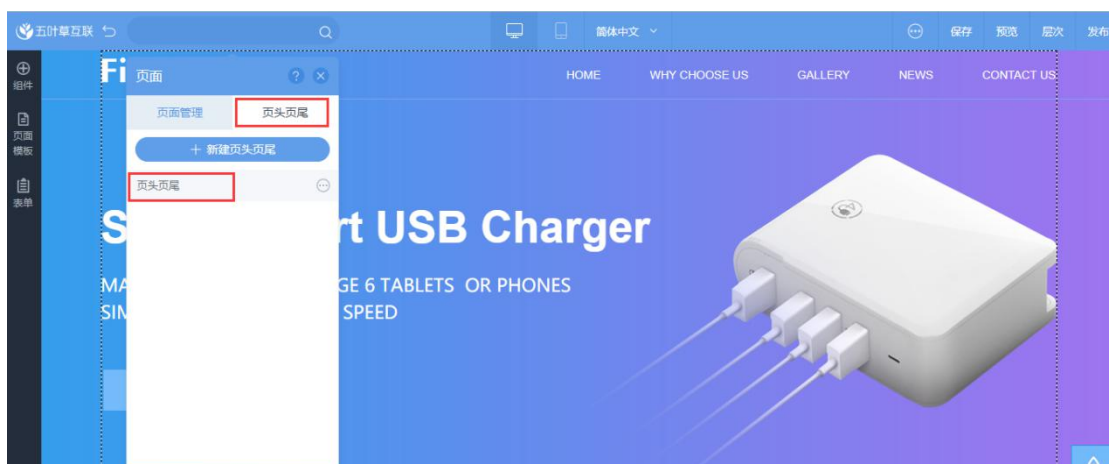 五叶草互联
简体中文
保存
预览
层次
发布
组件
页面
模板
表单
Fi
HOME
WHY CHOOSE US
GALLERY
NEWS
CONTACT US
页面
?
页面管理
页头页尾
+ 新建页头页尾
页头页尾
S
rt USB Charger
MA
GE 6 TABLETS OR PHONES
SIM
SPEED